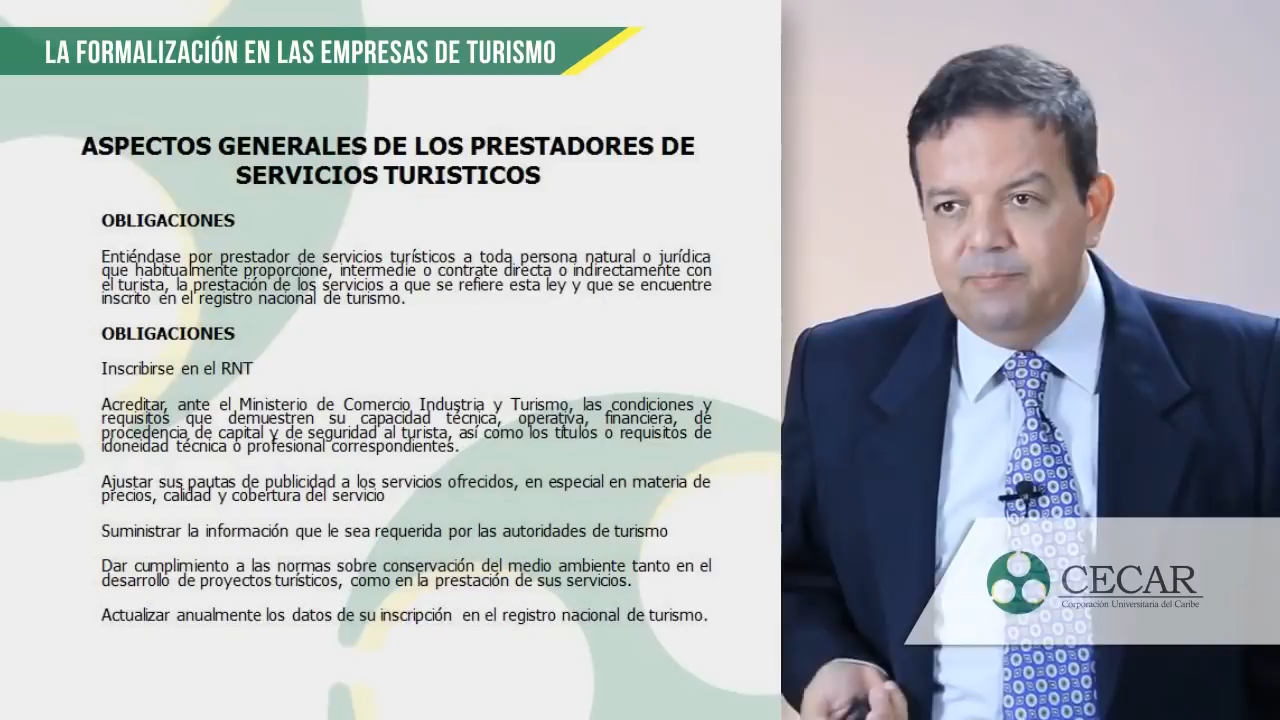 LA FORMALIZACIÓN EN LAS EMPRESAS DE TURISMO
ASPECTOS GENERALES DE LOS PRESTADORES DE
SERVICIOS TURISTICOS
OBLIGACIONES
Entiéndase por prestador de servicios turísticos a toda persona natural o jurídica
que habitualmente proporcione, intermedie o contrate directa o indirectamente con
el turista, la prestación de los servicios a que se refiere esta ley y que se encuentre
inscrito en el registro nacional de turismo.
OBLIGACIONES
Inscribirse en el RNT
Acreditar, ante el Ministerio de Comercio Industria y Turismo, las condiciones y
requisitos que demuestren su capacidad técnica, operativa, financiera, de
procedencia de capital y de seguridad al turista, así como los títulos o requisitos de
idoneidad técnica o profesional correspondientes.
Ajustar sus pautas de publicidad a los servicios ofrecidos, en especial en materia de
precios, calidad y cobertura del servicio
Suministrar la información que le sea requerida por las autoridades de turismo
Dar cumplimiento a las normas sobre conservación del medio ambiente tanto en el
desarrollo de proyectos turísticos, como en la prestación de sus servicios.
Actualizar anualmente los datos de su inscripción en el registro nacional de turismo.
CECAR
Corporación Universitaria del Caribe